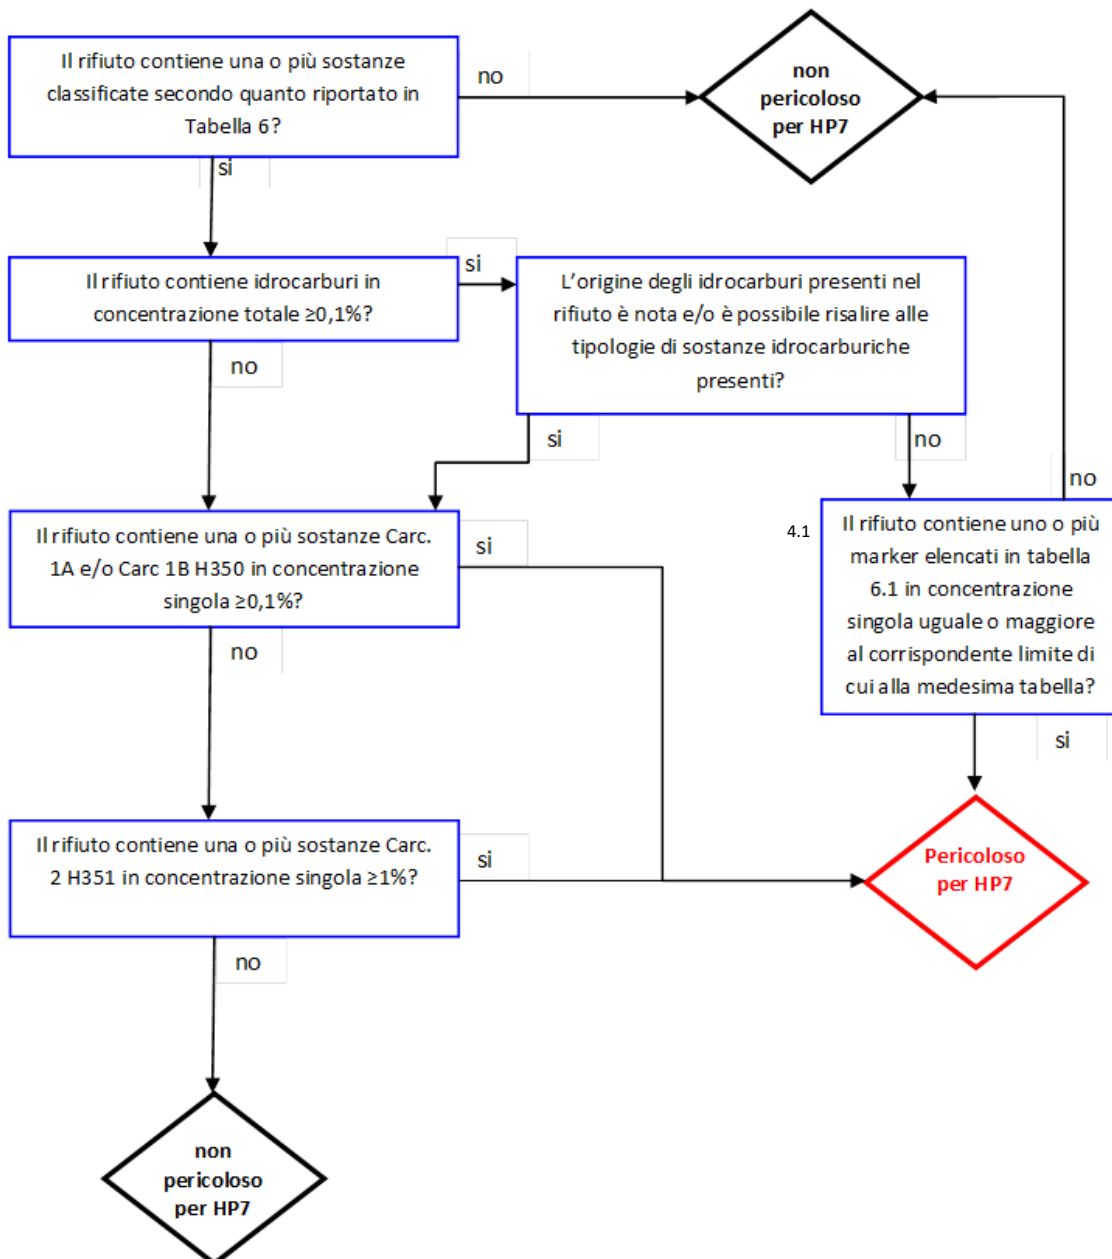 Il rifiuto contiene una o più sostanze
classificate secondo quanto riportato in
Tabella 6?
no
non
pericoloso
per HP7
si
Il rifiuto contiene idrocarburi in
concentrazione totale ≥0,1%?
si
L'origine degli idrocarburi presenti nel
rifiuto è nota e/o è possibile risalire alle
tipologie di sostanze idrocarburiche
presenti?
no
si
no
no
Il rifiuto contiene una o più sostanze Carc.
1A e/o Carc 1B H350 in concentrazione
singola ≥0,1%?
si
4.1
Il rifiuto contiene uno o più
marker elencati in tabella
6.1 in concentrazione
singola uguale o maggiore
al corrispondente limite di
cui alla medesima tabella?
no
si
Il rifiuto contiene una o più sostanze Carc.
2 H351 in concentrazione singola ≥1%?
si
Pericoloso
per HP7
no
non
pericoloso
per HP7